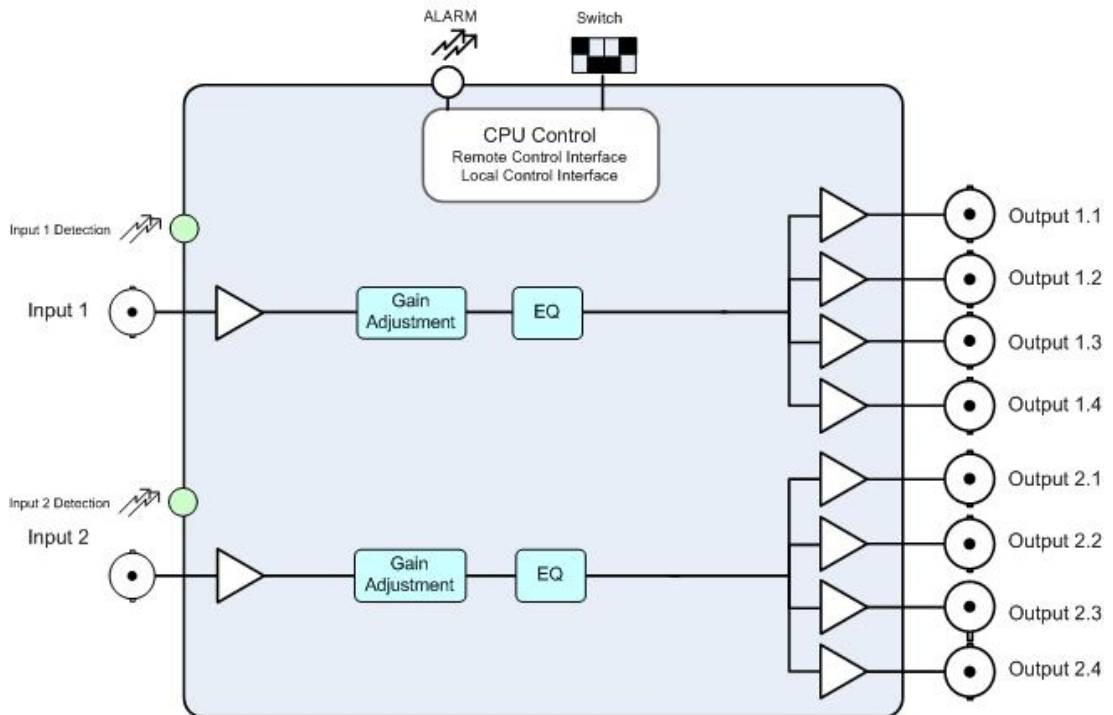 ALARM
Switch
CPU Control
Remote Control Interface
Local Control Interface
Input 1 Detection
Input 1
Gain
Adjustment
EQ
Output 1.1
Output 1.2
Output 1.3
Output 1.4
Input 2 Detection
Input 2
Gain
Adjustment
EQ
Output 2.1
Output 2.2
Output 2.3
Output 2.4